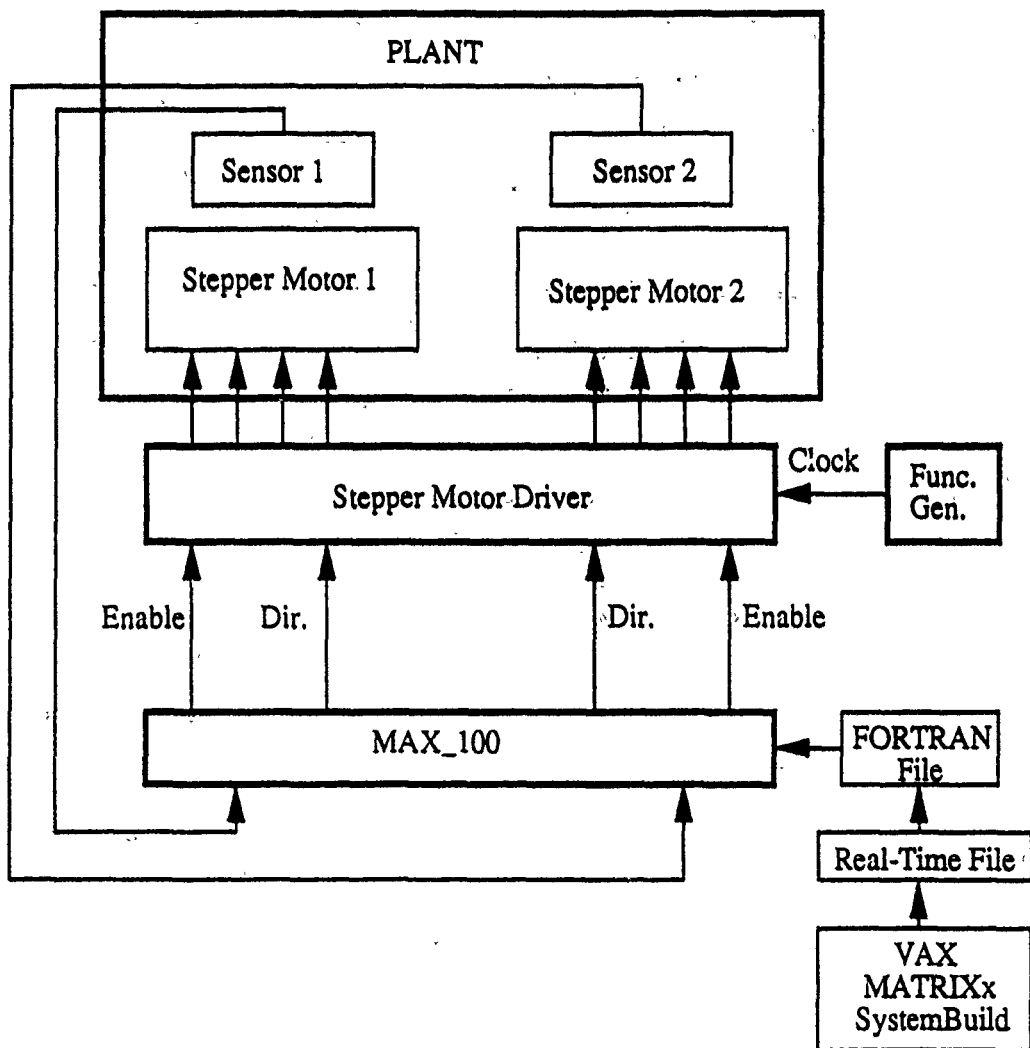 PLANT
Sensor 1
Sensor 2
Stepper Motor 1
Stepper Motor 2
Clock
Stepper Motor Driver
Func.
Gen.
Enable
Dir.
Dir.
Enable
MAX_100
FORTRAN
File
Real-Time File
VAX
MATRIXx
SystemBuild